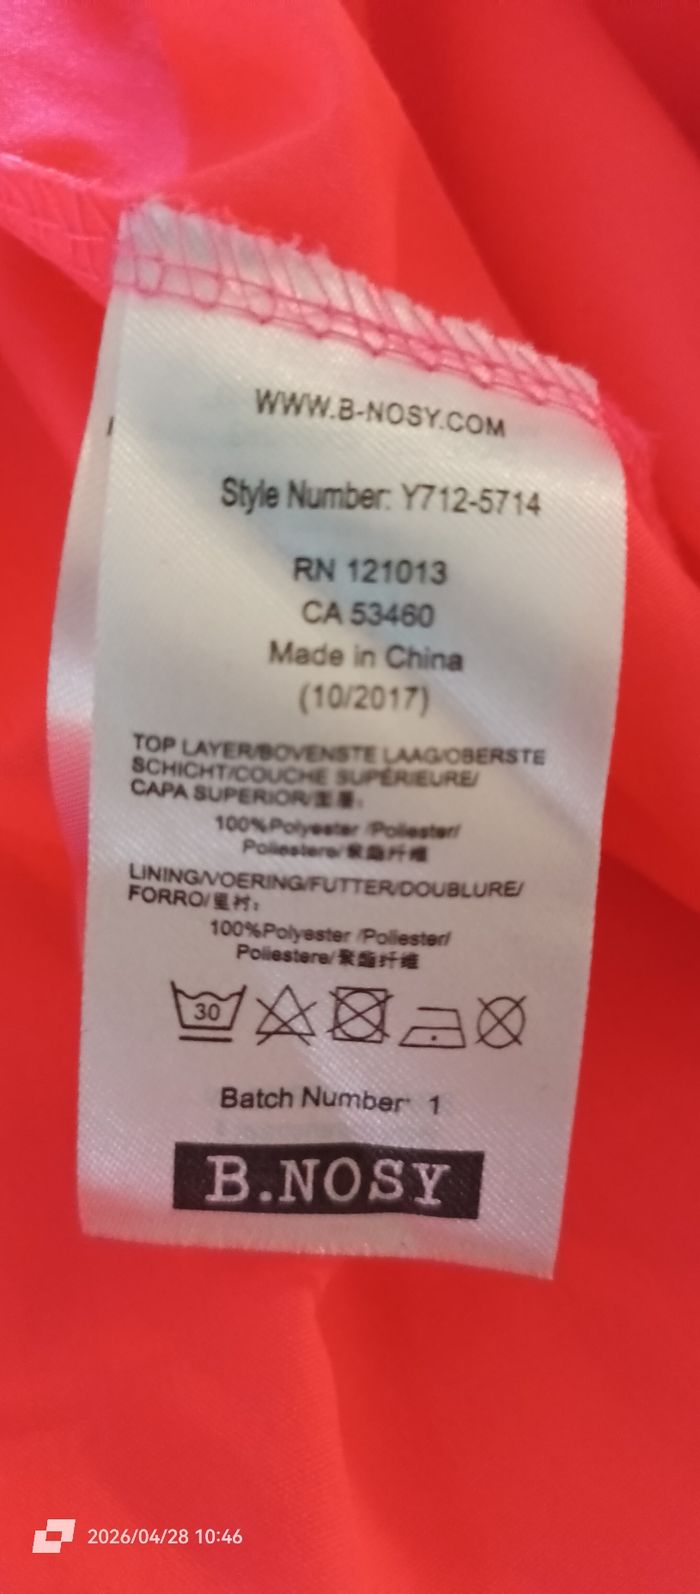 WWW.B-NOSY.COM
Style Number: Y712-5714
RN 121013
CA 53460
Made in China
(10/2017)
TOP LAYER/BOVENSTE LAAG/OBERSTE
SCHICHT/COUCHE SUPÉRIEURE/
CAPA SUPERIOR/
100%Polyester /Poliester/
Poliestere/聚酯纤维
LINING/VOERING/FUTTER/DOUBLURE/
FORRO/里衬:
100%Polyester /Poliester/
Poliestere/聚酯纤维
30
Batch Number: 1
B.NOSY
2026/04/28 10:46